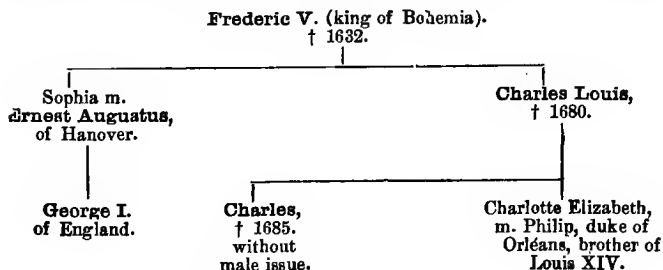 Frederic V. (king of Bohemia).
† 1632.
Sophia m.
Ernest Auguatus,
of Hanover.
Charles Louis,
† 1680.
George I.
of England.
Charles,
† 1685.
without
male issue.
Charlotte Elizabeth,
m. Philip, duke of
Orléans, brother of
Louis XIV.